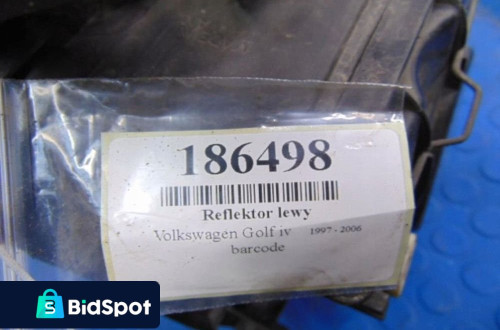 186498
Reflektor lewy
Volkswagen Golf iv 1997 - 2006
barcode
S BidSpot